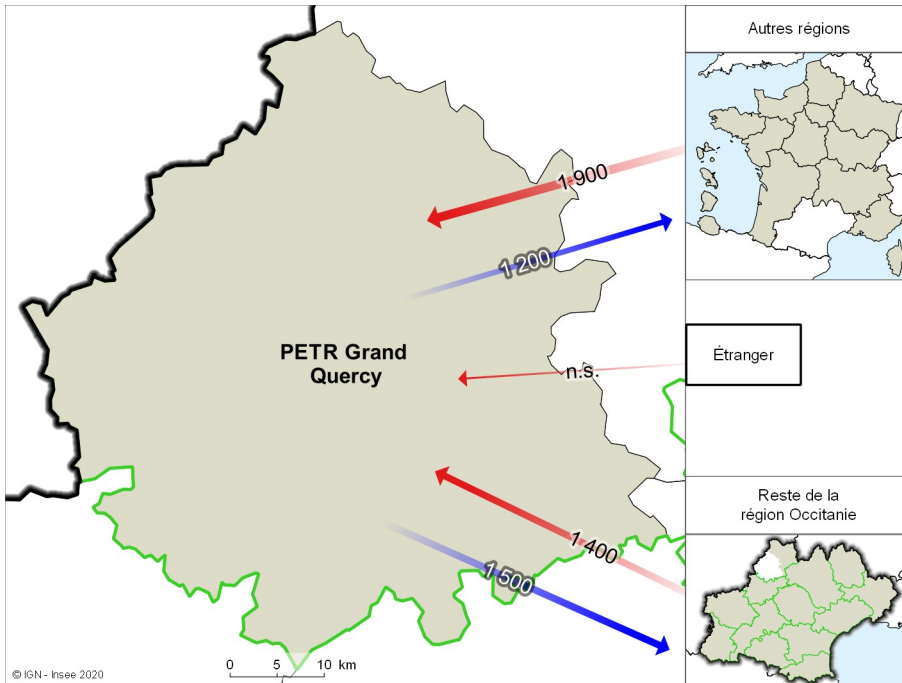 Autres régions
1 900
1 200
PETR Grand
Quercy
n.s.
Étranger
Reste de la
région Occitanie
1 400
1 500
0 5 10 km
© IGN - Insee 2020